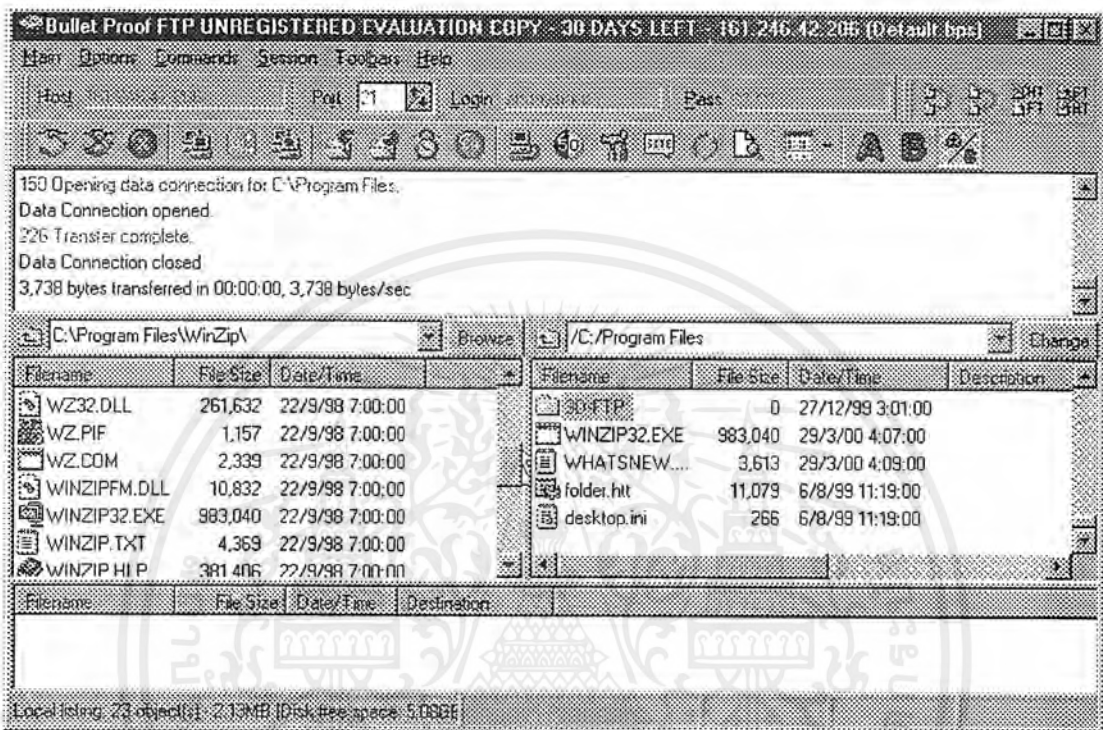 Bullet Proof FTP UNREGISTERED EVALUATION COPY - 30 DAYS LEFT - 161.246.42.206 (Default.bps)
Main Options Commands Session Toolbars Help
Host Port 21 Login Pass
150 Opening data connection for C:\Program Files.
Data Connection opened.
226 Transfer complete.
Data Connection closed
3,738 bytes transferred in 00:00:00, 3,738 bytes/sec
C:\Program Files\WinZip\ Browse /C:/Program Files Change
Filename File Size Date/Time
WZ32.DLL 261,632 22/9/98 7:00:00
WZ.PIF 1,157 22/9/98 7:00:00
WZ.COM 2,339 22/9/98 7:00:00
WINZIPFM.DLL 10,832 22/9/98 7:00:00
WINZIP32.EXE 983,040 22/9/98 7:00:00
WINZIP.TXT 4,369 22/9/98 7:00:00
WINZIP.HLP 381,406 22/9/98 7:00:00
Filename File Size Date/Time Description
3D-FTP 0 27/12/99 3:01:00
WINZIP32.EXE 983,040 29/3/00 4:07:00
WHATSNEW.... 3,613 29/3/00 4:09:00
folder.htt 11,079 6/8/99 11:19:00
desktop.ini 266 6/8/99 11:19:00
Filename File Size Date/Time Destination
Local listing: 23 object(s) - 2.13MB (Disk free space: